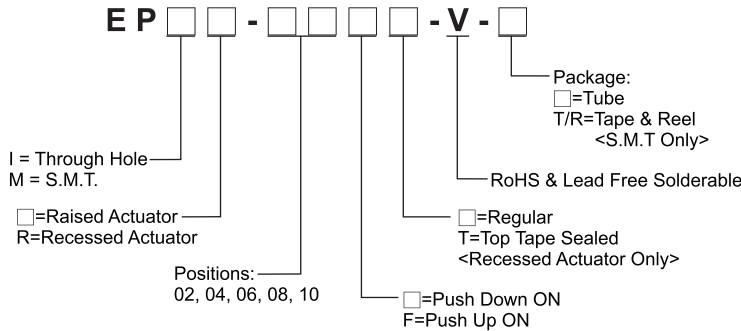 EP□□-□□□□-V-□
Package:
□=Tube
T/R=Tape & Reel
<S.M.T Only>
I = Through Hole
M = S.M.T.
RoHS & Lead Free Solderable
□=Raised Actuator
R=Recessed Actuator
□=Regular
T=Top Tape Sealed
<Recessed Actuator Only>
Positions:
02, 04, 06, 08, 10
□=Push Down ON
F=Push Up ON